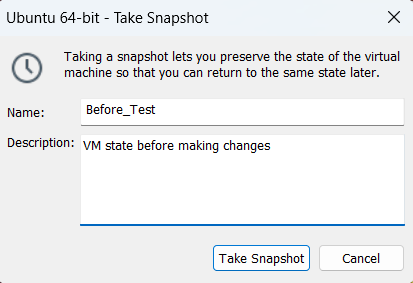 Ubuntu 64-bit - Take Snapshot
Taking a snapshot lets you preserve the state of the virtual
machine so that you can return to the same state later.
Name: Before_Test
Description: VM state before making changes
Take Snapshot Cancel